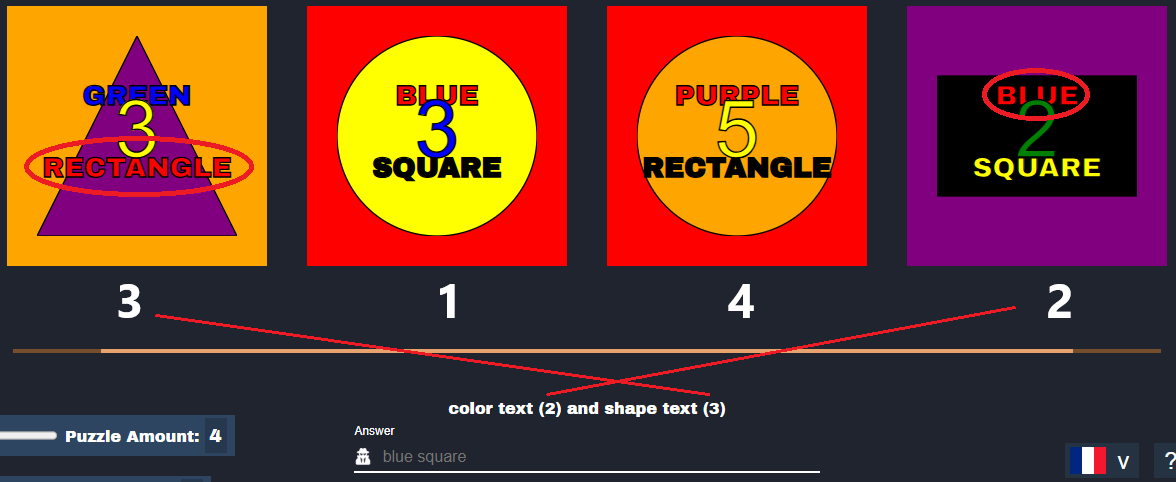 GREEN
3
RECTANGLE
BLUE
3
SQUARE
PURPLE
5
RECTANGLE
BLUE
2
SQUARE
3 1 4 2
color text (2) and shape text (3)
Puzzle Amount: 4
Answer
blue square
V
?